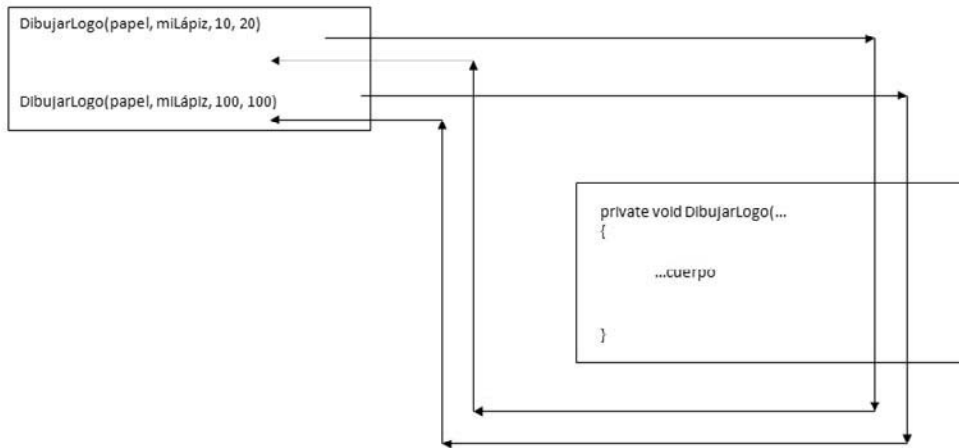 DibujarLogo(papel, miLápiz, 10, 20)
DibujarLogo(papel, miLápiz, 100, 100)
private void DibujarLogo(...
{
...cuerpo
}